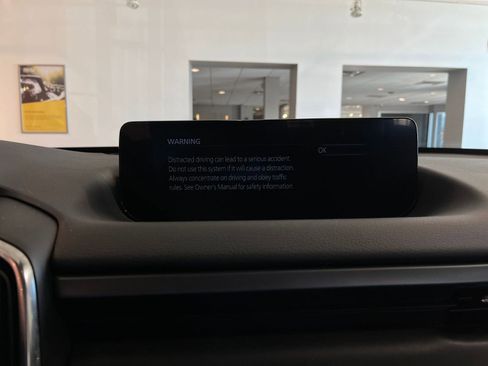 WARNING
OK
Distracted driving can lead to a serious accident.
Do not use this system if it will cause a distraction.
Always concentrate on driving and obey traffic
rules. See Owner's Manual for safety information.